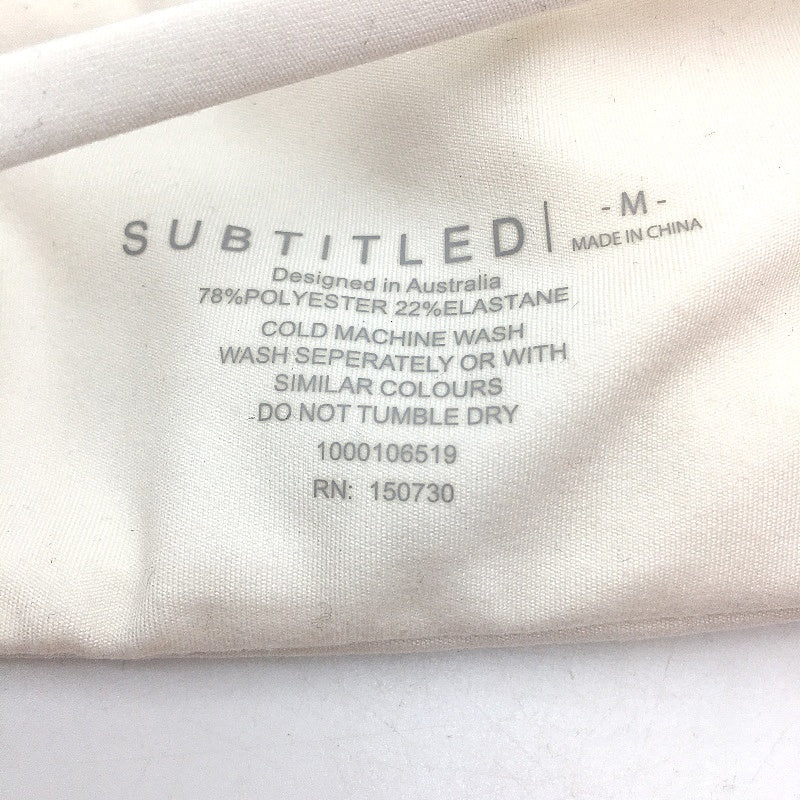 SUBTITLED | - M -
MADE IN CHINA
Designed in Australia
78%POLYESTER 22%ELASTANE
COLD MACHINE WASH
WASH SEPERATELY OR WITH
SIMILAR COLOURS
DO NOT TUMBLE DRY
1000106519
RN: 150730